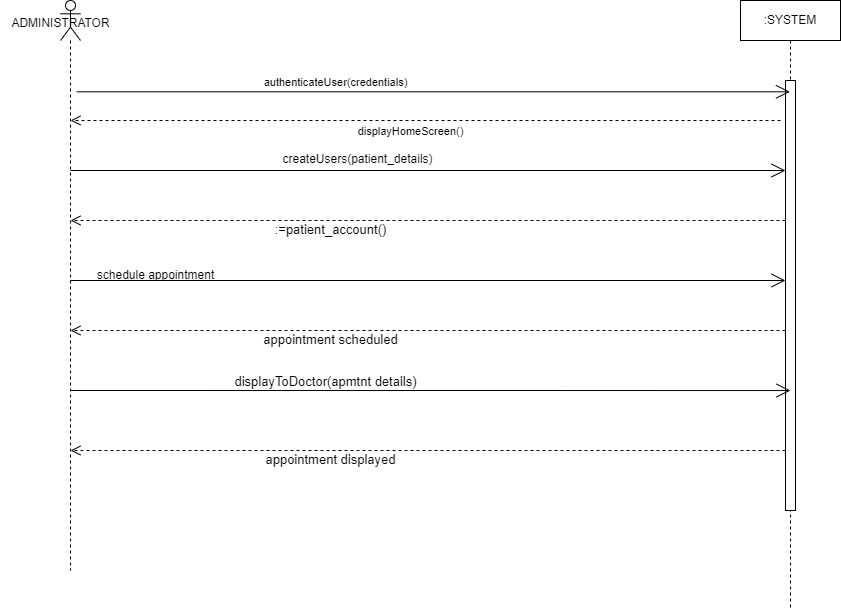 ADMINISTRATOR
:SYSTEM
authenticateUser(credentials)
displayHomeScreen()
createUsers(patient_details)
:=patient_account()
schedule appointment
appointment scheduled
displayToDoctor(apmtnt details)
appointment displayed